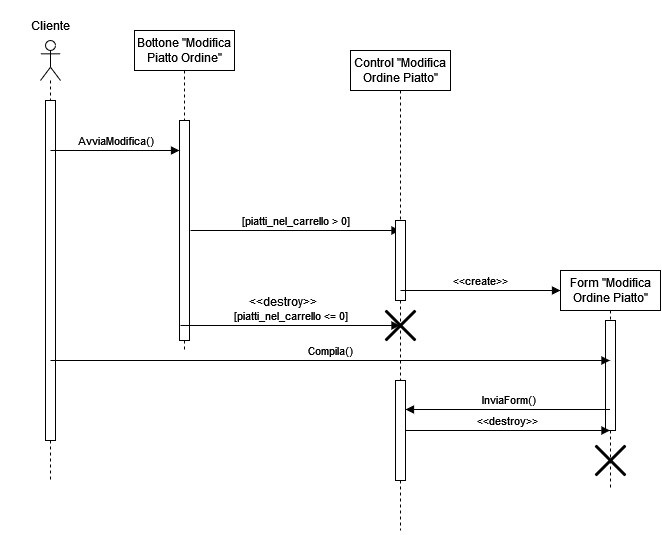 Cliente
Bottone "Modifica
Piatto Ordine"
Control "Modifica
Ordine Piatto"
AvviaModifica()
[piatti_nel_carrello > 0]
<<create>>
Form "Modifica
Ordine Piatto"
<<destroy>>
[piatti_nel_carrello <= 0]
Compila()
InviaForm()
<<destroy>>